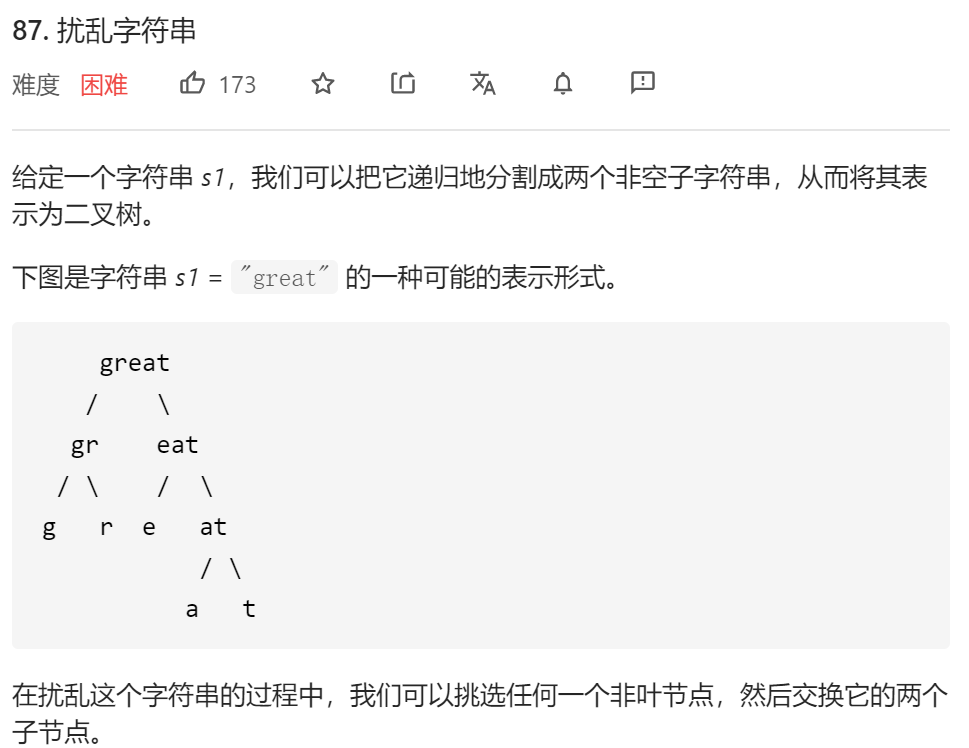 87. 扰乱字符串
难度 困难 173
给定一个字符串 s1，我们可以把它递归地分割成两个非空子字符串，从而将其表
示为二叉树。
下图是字符串 s1 = "great" 的一种可能的表示形式。
great
/ \
gr eat
/ \ / \
g r e at
/ \
a t
在扰乱这个字符串的过程中，我们可以挑选任何一个非叶节点，然后交换它的两个
子节点。